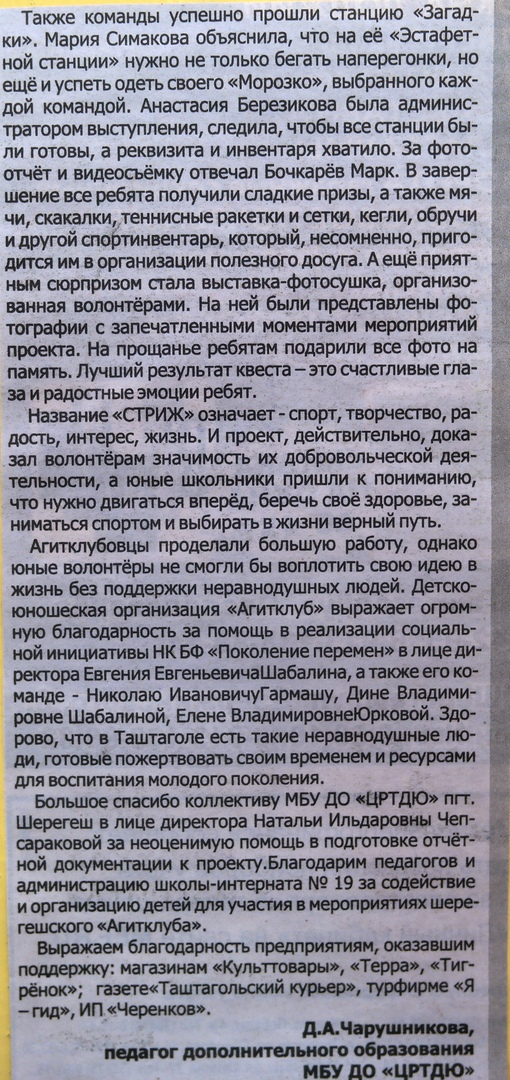 Также команды успешно прошли станцию «Загад-
ки». Мария Симакова объяснила, что на её «Эстафет-
ной станции» нужно не только бегать наперегонки, но
ещё и успеть одеть своего «Морозко», выбранного каж-
дой командой. Анастасия Березикова была админис-
тратором выступления, следила, чтобы все станции бы-
ли готовы, а реквизита и инвентаря хватило. За фото-
отчёт и видеосъёмку отвечал Бочкарёв Марк. В завер-
шение все ребята получили сладкие призы, а также мя-
чи, скакалки, теннисные ракетки и сетки, кегли, обручи
и другой спортинвентарь, который, несомненно, приго-
дится им в организации полезного досуга. А ещё прият-
ным сюрпризом стала выставка-фотосушка, организо-
ванная волонтёрами. На ней были представлены фо-
тографии с запечатленными моментами мероприятий
проекта. На прощанье ребятам подарили все фото на
память. Лучший результат квеста – это счастливые гла-
за и радостные эмоции ребят.
Название «СТРИЖ» означает - спорт, творчество, ра-
дость, интерес, жизнь. И проект, действительно, дока-
зал волонтёрам значимость их добровольческой дея-
тельности, а юные школьники пришли к пониманию,
что нужно двигаться вперёд, беречь своё здоровье, за-
ниматься спортом и выбирать в жизни верный путь.
Агитклубовцы проделали большую работу, однако
юные волонтёры не смогли бы воплотить свою идею в
жизнь без поддержки неравнодушных людей. Детско-
юношеская организация «Агитклуб» выражает огром-
ную благодарность за помощь в реализации социаль-
ной инициативы НК БФ «Поколение перемен» в лице ди-
ректора Евгения ЕвгеньевичаШабалина, а также его ко-
манде - Николаю ИвановичуГармашу, Дине Владими-
ровне Шабалиной, Елене ВладимировнеЮрковой. Здо-
рово, что в Таштаголе есть такие неравнодушные лю-
ди, готовые пожертвовать своим временем и ресурсами
для воспитания молодого поколения.
Большое спасибо коллективу МБУ ДО «ЦРТДЮ» пгт.
Шерегеш в лице директора Натальи Ильдаровны Чеп-
сараковой за неоценимую помощь в подготовке отчёт-
ной документации к проекту.Благодарим педагогов и
администрацию школы-интерната № 19 за содействие
и организацию детей для участия в мероприятиях шере-
гешского «Агитклуба».
Выражаем благодарность предприятиям, оказавшим
поддержку: магазинам «Культтовары», «Терра», «Тиг-
рёнок»; газете«Таштагольский курьер», турфирме «Я
– гид», ИП «Черенков».
Д.А.Чарушникова,
педагог дополнительного образования
МБУ ДО «ЦРТДЮ»